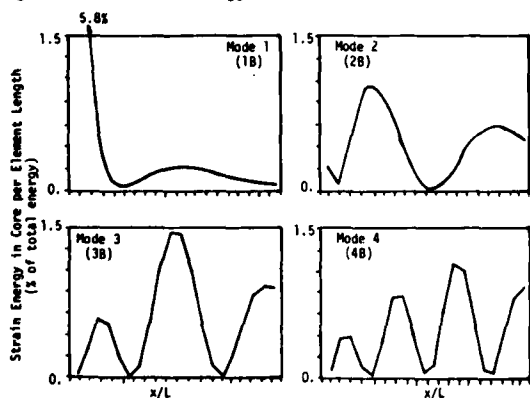 5.8%
1.5
Mode 1
(1B)
0.
1.5
Mode 2
(2B)
0.
Strain Energy in Core per Element Length
(% of total energy)
1.5
Mode 3
(3B)
0.
x/L
1.5
Mode 4
(4B)
0.
x/L